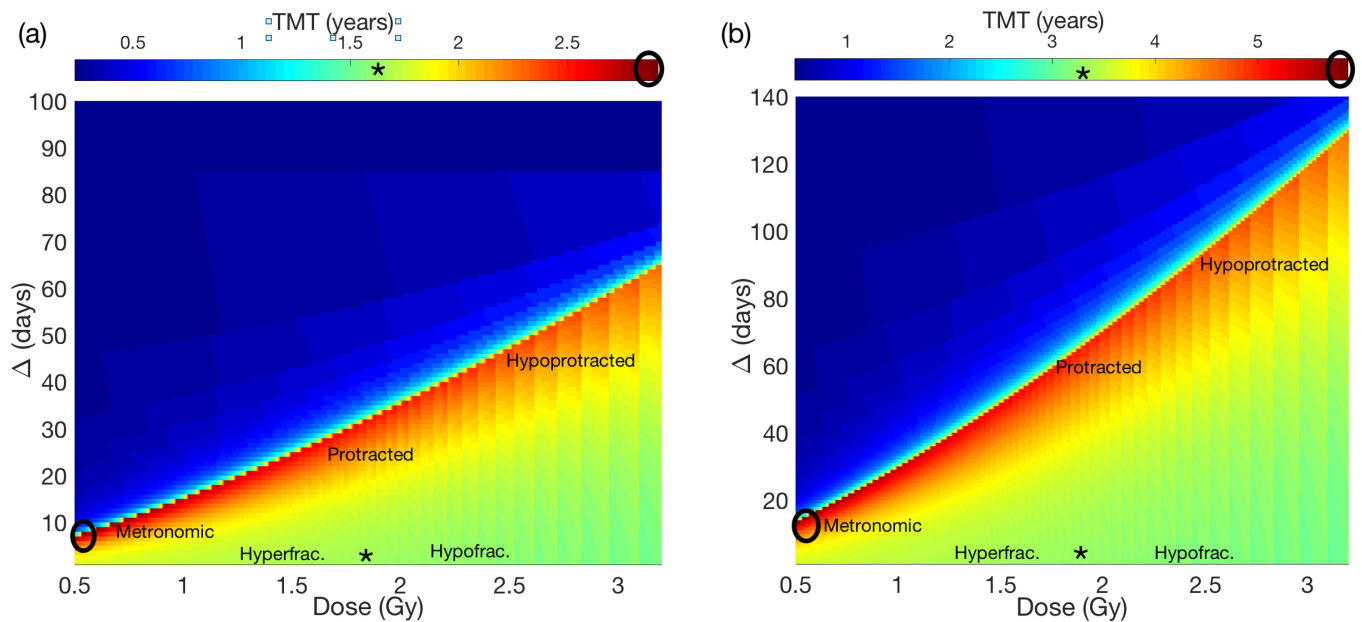 (a)
TMT (years)
0.5 1 1.5 2 2.5
*
100
90
80
70
60
50
40
30
20
10
Δ (days)
Hypoprotracted
Protracted
Metronomic
Hyperfrac.
*
Hypofrac.
0.5 1 1.5 2 2.5 3
Dose (Gy)
(b)
TMT (years)
1 2 3 4 5
*
140
120
100
80
60
40
20
Δ (days)
Hypoprotracted
Protracted
Metronomic
Hyperfrac.
*
Hypofrac.
0.5 1 1.5 2 2.5 3
Dose (Gy)